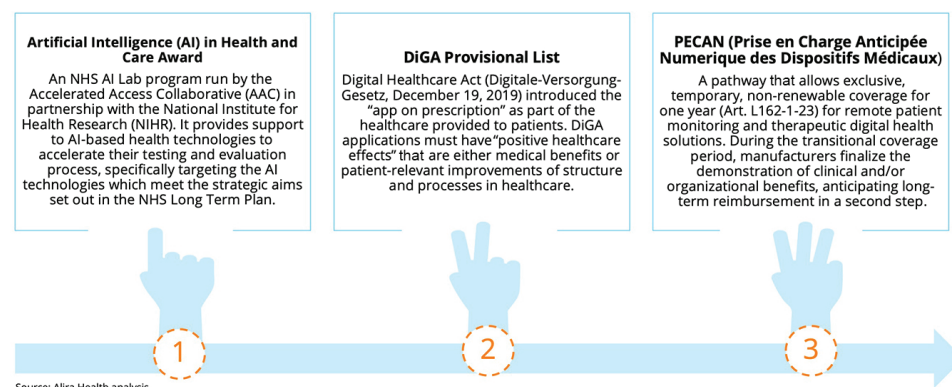 Artificial Intelligence (AI) in Health and
Care Award
An NHS AI Lab program run by the
Accelerated Access Collaborative (AAC) in
partnership with the National Institute for
Health Research (NIHR). It provides support
to AI-based health technologies to
accelerate their testing and evaluation
process, specifically targeting the AI
technologies which meet the strategic aims
set out in the NHS Long Term Plan.
DiGA Provisional List
Digital Healthcare Act (Digitale-Versorgung-
Gesetz, December 19, 2019) introduced the
“app on prescription” as part of the
healthcare provided to patients. DiGA
applications must have“positive healthcare
effects”that are either medical benefits or
patient-relevant improvements of structure
and processes in healthcare.
PECAN (Prise en Charge Anticipée
Numerique des Dispositifs Médicaux)
A pathway that allows exclusive,
temporary, non-renewable coverage for
one year (Art. L162-1-23) for remote patient
monitoring and therapeutic digital health
solutions. During the transitional coverage
period, manufacturers finalize the
demonstration of clinical and/or
organizational benefits, anticipating long-
term reimbursement in a second step.
1
2
3
Source: Alira Health analysis